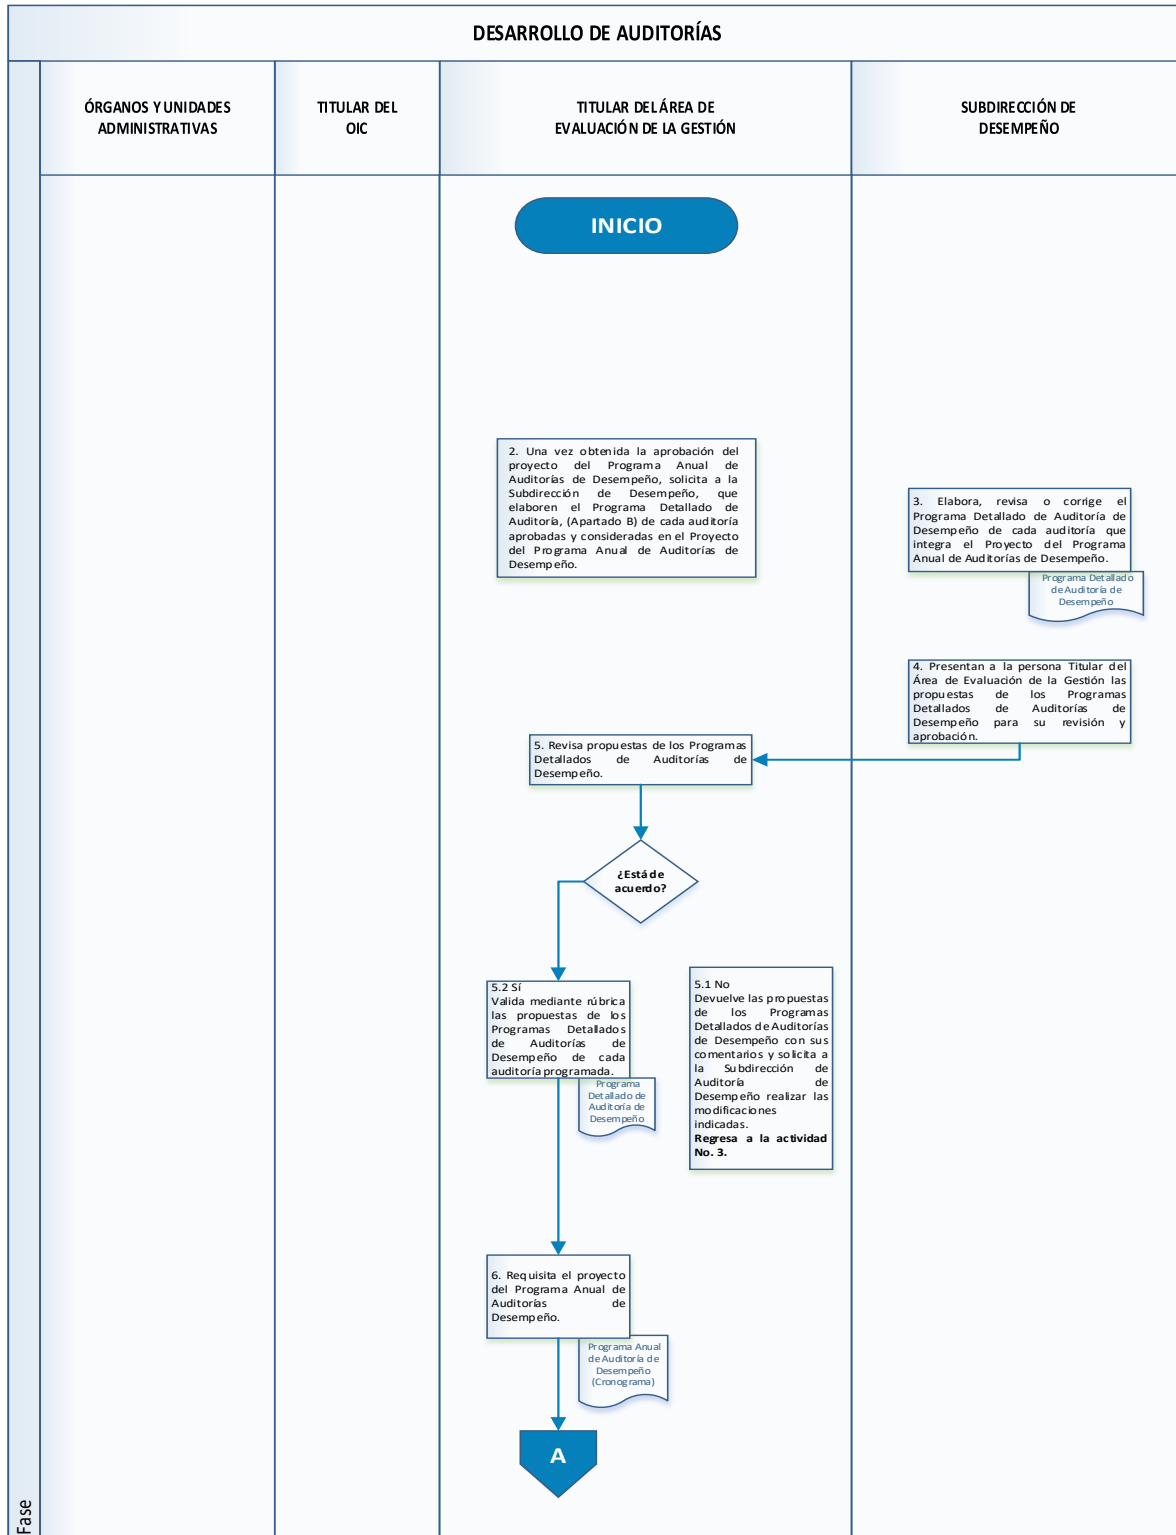 DESARROLLO DE AUDITORÍAS
ÓRGANOS Y UNIDADES
ADMINISTRATIVAS
TITULAR DEL
OIC
TITULAR DEL ÁREA DE
EVALUACIÓN DE LA GESTIÓN
SUBDIRECCIÓN DE
DESEMPEÑO
INICIO
2. Una vez obtenida la aprobación del
proyecto del Programa Anual de
Auditorías de Desempeño, solicita a la
Subdirección de Desempeño, que
elaboren el Programa Detallado de
Auditoría, (Apartado B) de cada auditoría
aprobadas y consideradas en el Proyecto
del Programa Anual de Auditorías de
Desempeño.
3. Elabora, revisa o corrige el
Programa Detallado de Auditoría de
Desempeño de cada auditoría que
integra el Proyecto del Programa
Anual de Auditorías de Desempeño.
Programa Detallado
de Auditoría de
Desempeño
4. Presentan a la persona Titular del
Área de Evaluación de la Gestión las
propuestas de los Programas
Detallados de Auditorías de
Desempeño para su revisión y
aprobación.
5. Revisa propuestas de los Programas
Detallados de Auditorías de
Desempeño.
¿Está de
acuerdo?
5.2 Sí
Valida mediante rúbrica
las propuestas de los
Programas Detallados
de Auditorías de
Desempeño de cada
auditoría programada.
Programa
Detallado de
Auditoría de
Desempeño
5.1 No
Devuelve las propuestas
de los Programas
Detallados de Auditorías
de Desempeño con sus
comentarios y solicita a
la Subdirección de
Auditoría de
Desempeño realizar las
modificaciones
indicadas.
Regresa a la actividad
No. 3.
6. Requisita el proyecto
del Programa Anual de
Auditorías de
Desempeño.
Programa Anual
de Auditoría de
Desempeño
(Cronograma)
A
Fase